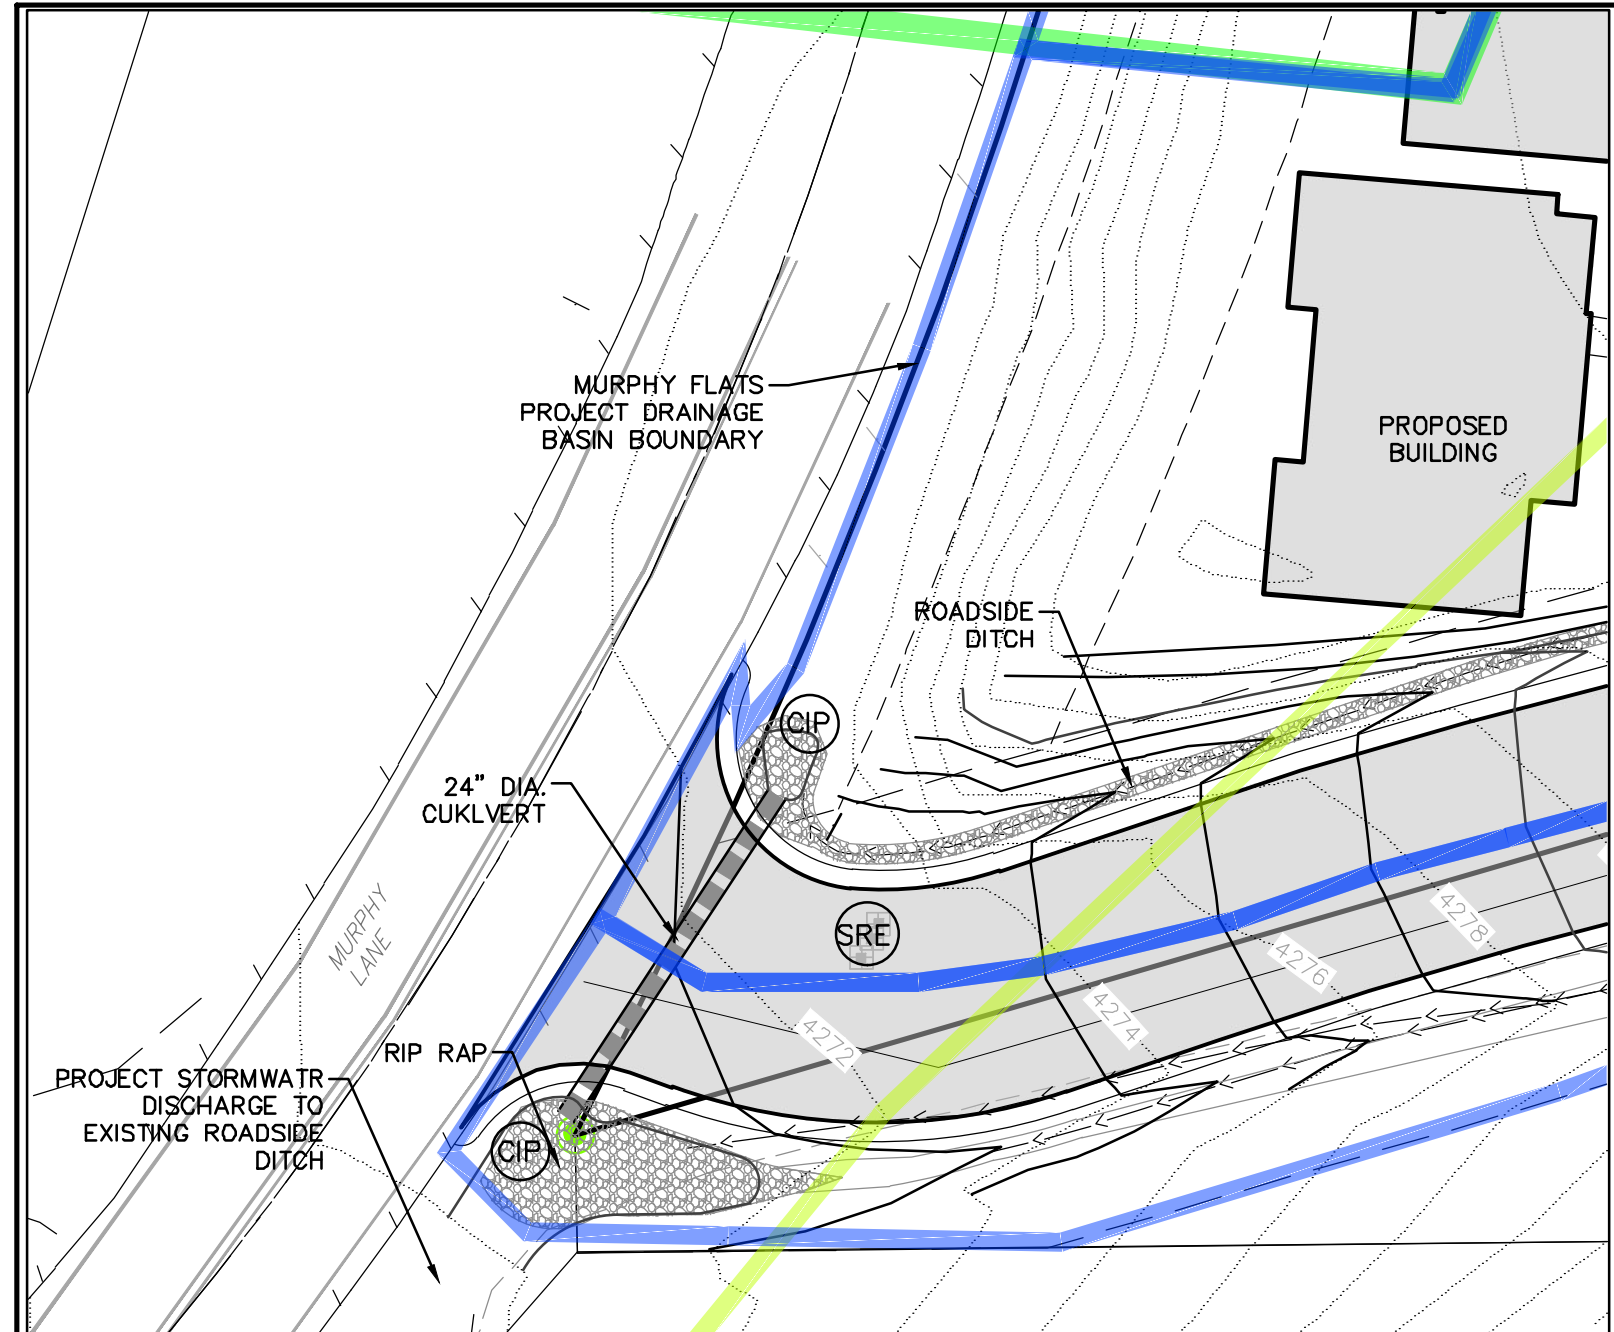 MURPHY FLATS
PROJECT DRAINAGE
BASIN BOUNDARY
PROPOSED
BUILDING
ROADSIDE
DITCH
CIP
24" DIA.
CUKLVERT
SRE
MURPHY
LANE
4278
4276
4274
4272
RIP RAP
PROJECT STORMWATR
DISCHARGE TO
EXISTING ROADSIDE
DITCH
CIP